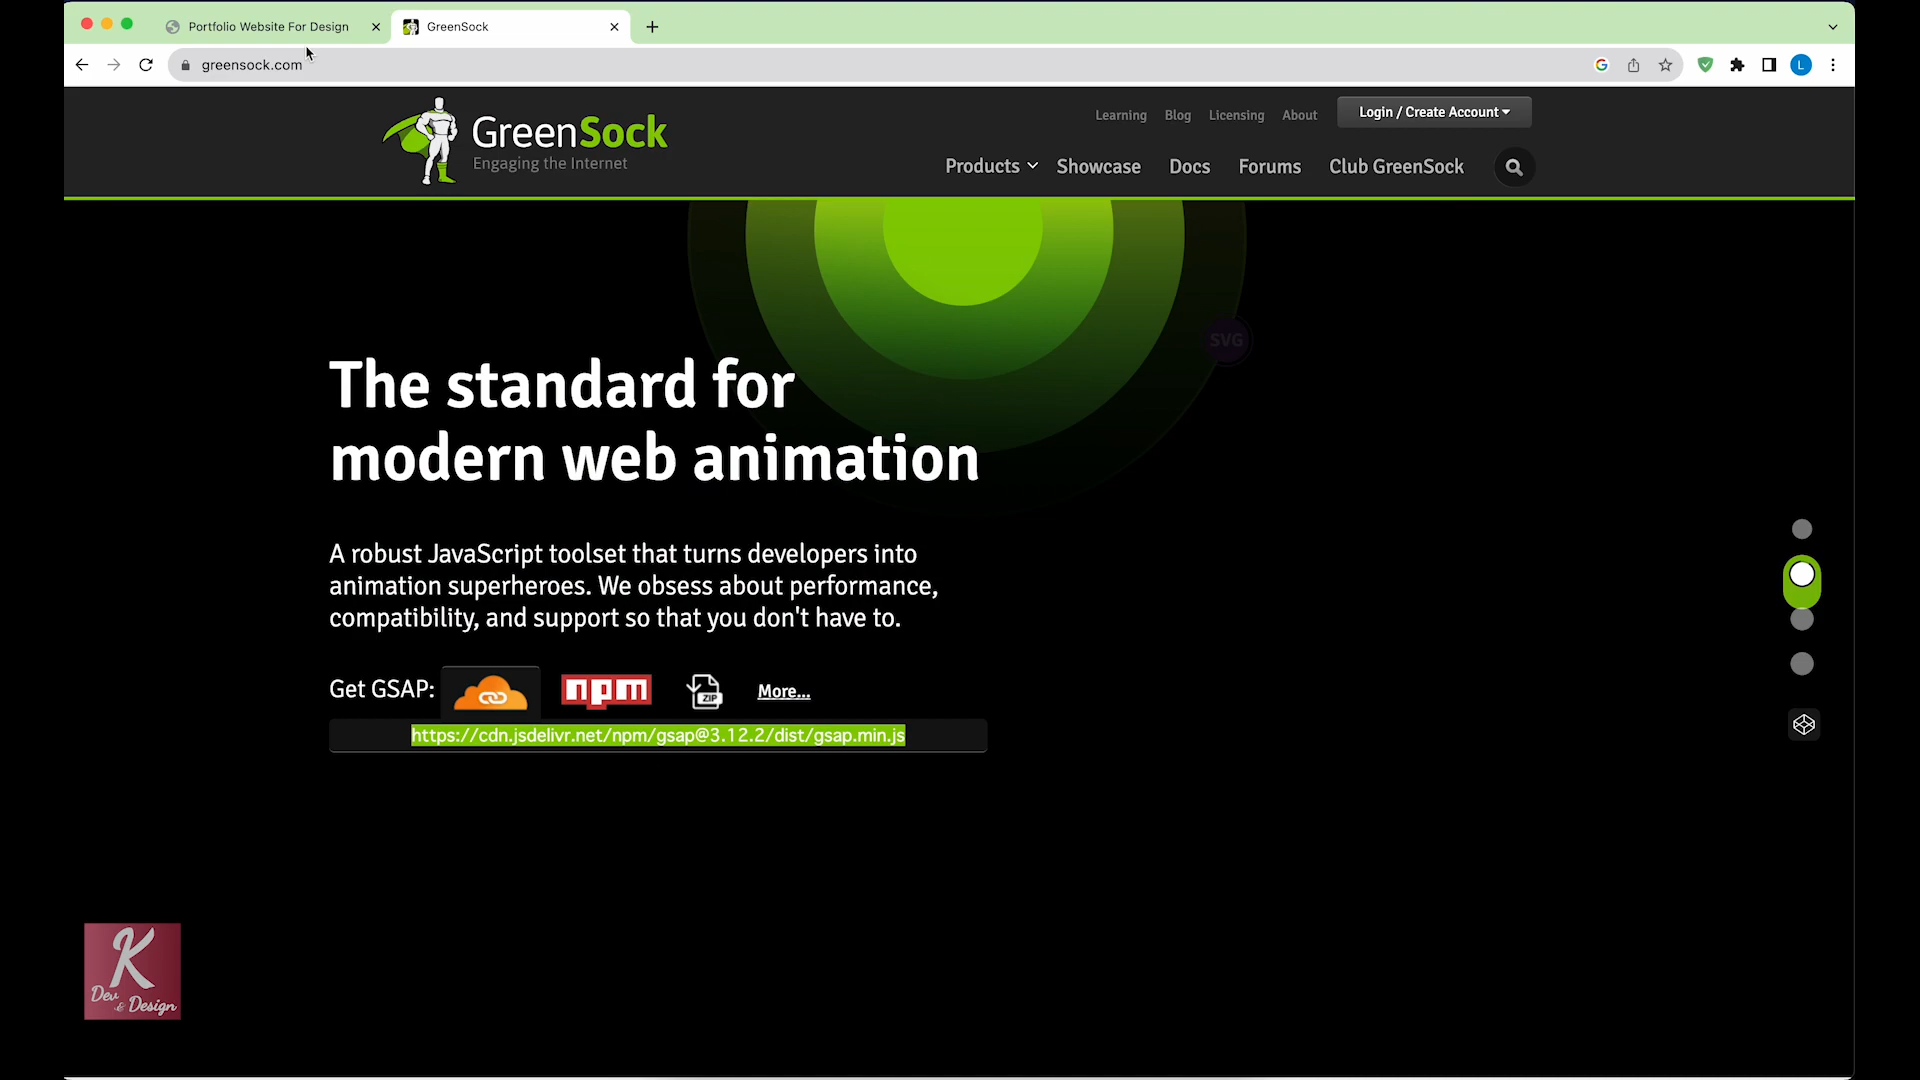 Portfolio Website For Design
GreenSock
greensock.com
L
GreenSock
Engaging the Internet
Learning Blog Licensing About Login / Create Account
Products Showcase Docs Forums Club GreenSock
SVG
The standard for
modern web animation
A robust JavaScript toolset that turns developers into
animation superheroes. We obsess about performance,
compatibility, and support so that you don't have to.
Get GSAP: npm ZIP More...
https://cdn.jsdelivr.net/npm/gsap@3.12.2/dist/gsap.min.js
K
Dev & Design